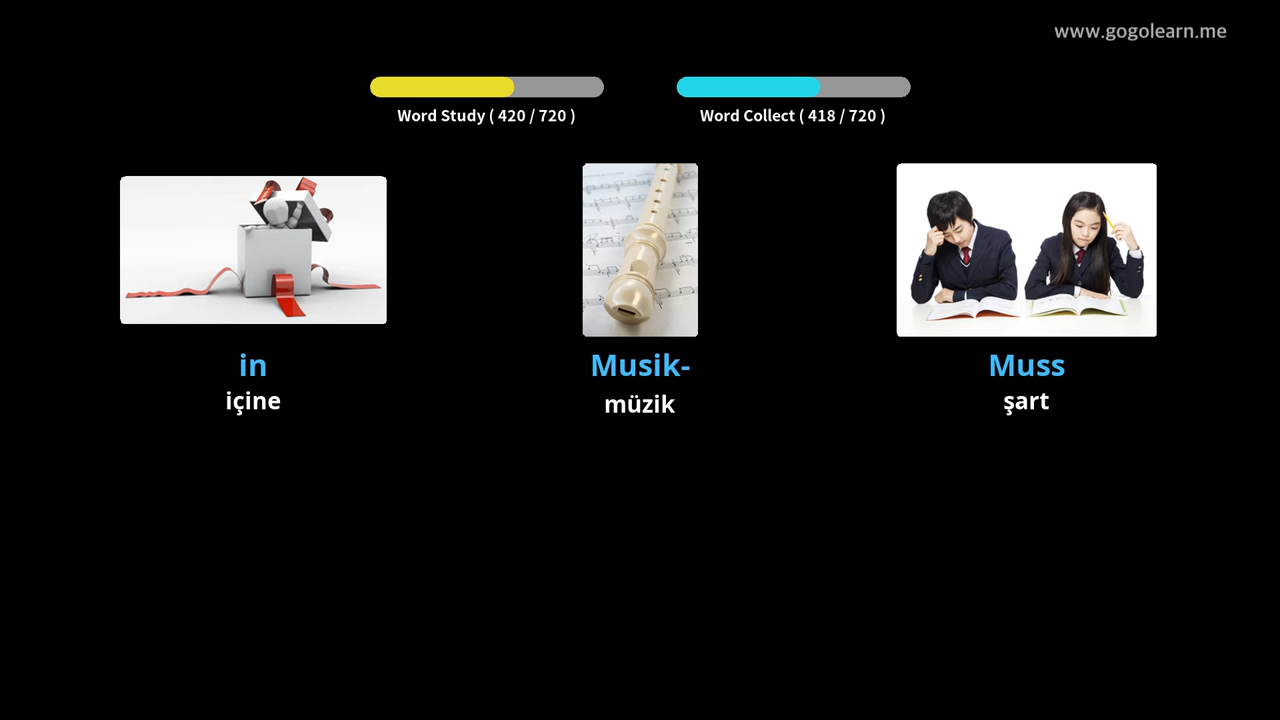 www.gogolearn.me
Word Study ( 420 / 720 )
Word Collect ( 418 / 720 )
in
içine
Musik-
müzik
Muss
şart